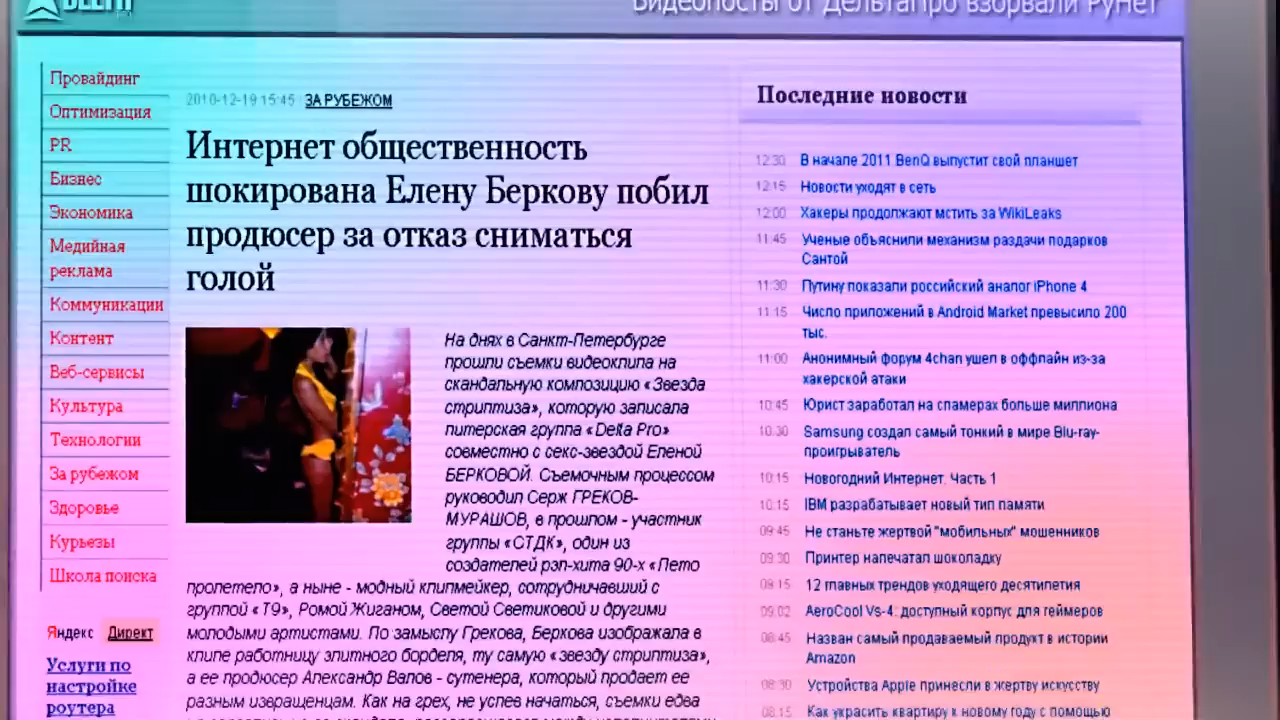 Видеопосты от ДельтаПро взорвали РуНет
Провайдинг
Оптимизация
PR
Бизнес
Экономика
Медийная
реклама
Коммуникации
Контент
Веб-сервисы
Культура
Технологии
За рубежом
Здоровье
Курьезы
Школа поиска
Яндекс Директ
Услуги по
настройке
роутера
2010-12-19 15:45 ЗА РУБЕЖОМ
Интернет общественность
шокирована Елену Беркову побил
продюсер за отказ сниматься
голой
На днях в Санкт-Петербурге
прошли съемки видеоклипа на
скандальную композицию «Звезда
стриптиза», которую записала
питерская группа «Delta Pro»
совместно с секс-звездой Еленой
БЕРКОВОЙ. Съемочным процессом
руководил Серж ГРЕКОВ-
МУРАШОВ, в прошлом - участник
группы «СТДК», один из
создателей рэп-хита 90-х «Лето
пролетело», а ныне - модный клипмейкер, сотрудничавший с
группой «Т9», Ромой Жиганом, Светой Светиковой и другими
молодыми артистами. По замыслу Грекова, Беркова изображала в
клипе работницу элитного борделя, ту самую «звезду стриптиза»,
а ее продюсер Александр Валов - сутенера, который продает ее
разным извращенцам. Как на грех, не успев начаться, съемки едва
Последние новости
12:30 В начале 2011 BenQ выпустит свой планшет
12:15 Новости уходят в сеть
12:00 Хакеры продолжают мстить за WikiLeaks
11:45 Ученые объяснили механизм раздачи подарков
Сантой
11:30 Путину показали российский аналог iPhone 4
11:15 Число приложений в Android Market превысило 200
тыс.
11:00 Анонимный форум 4chan ушел в оффлайн из-за
хакерской атаки
10:45 Юрист заработал на спамерах больше миллиона
10:30 Samsung создал самый тонкий в мире Blu-ray-
проигрыватель
10:15 Новогодний Интернет. Часть 1
10:15 IBM разрабатывает новый тип памяти
09:45 Не станьте жертвой "мобильных" мошенников
09:30 Принтер напечатал шоколадку
09:15 12 главных трендов уходящего десятилетия
09:02 AeroCool Vs-4: доступный корпус для геймеров
08:45 Назван самый продаваемый продукт в истории
Amazon
08:30 Устройства Apple принесли в жертву искусству
08:15 Как украсить квартиру к новому году с помощью